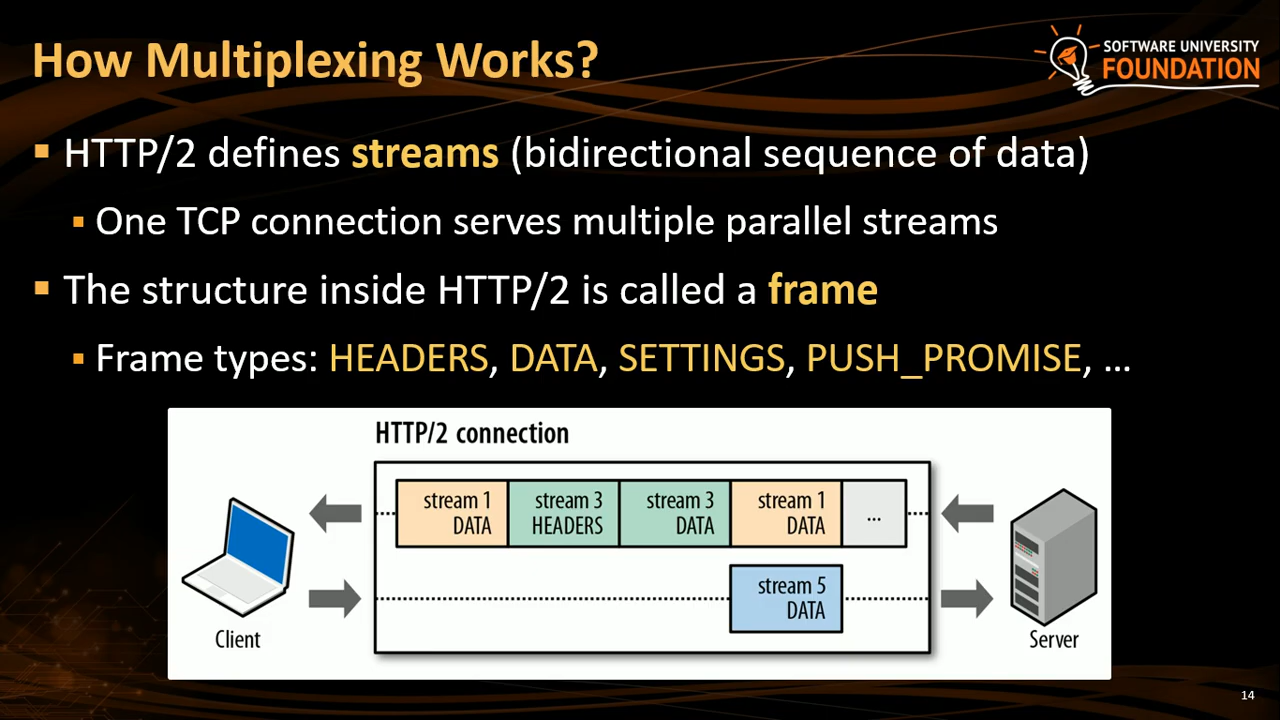 How Multiplexing Works?
SOFTWARE UNIVERSITY
FOUNDATION
HTTP/2 defines streams (bidirectional sequence of data)
One TCP connection serves multiple parallel streams
The structure inside HTTP/2 is called a frame
Frame types: HEADERS, DATA, SETTINGS, PUSH_PROMISE, …
HTTP/2 connection
stream 1
DATA
stream 3
HEADERS
stream 3
DATA
stream 1
DATA
...
stream 5
DATA
Client
Server
14